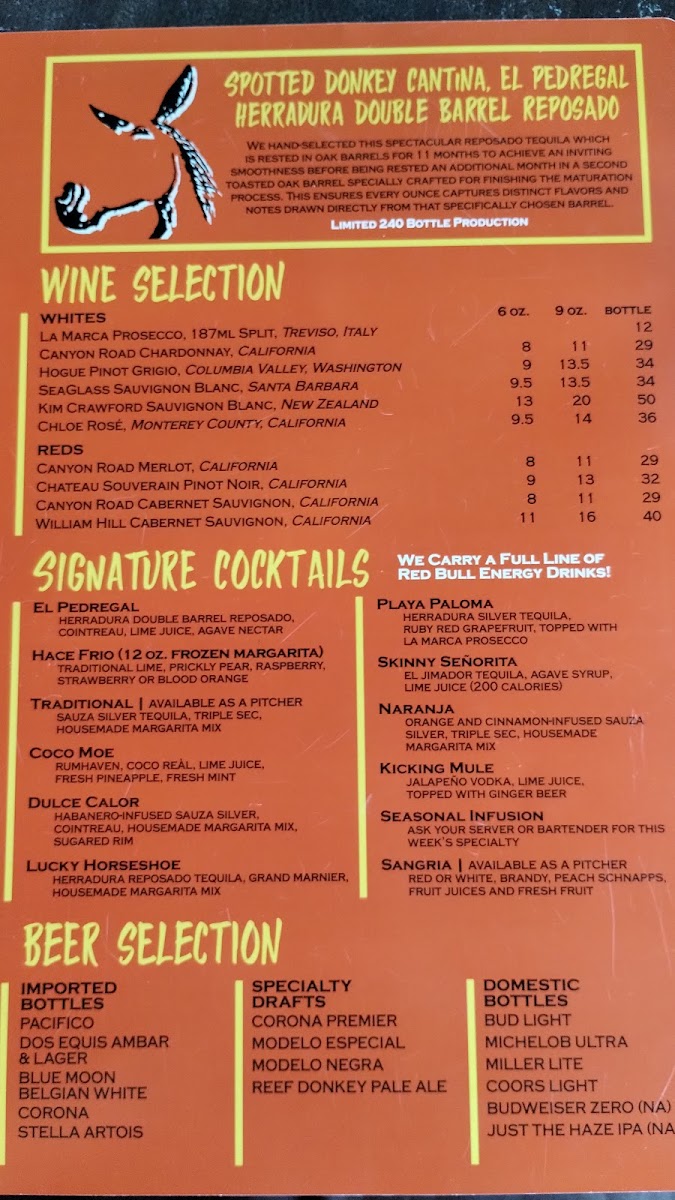 SPOTTED DONKEY CANTINA, EL PEDREGAL
HERRADURA DOUBLE BARREL REPOSADO
WE HAND-SELECTED THIS SPECTACULAR REPOSADO TEQUILA WHICH
IS RESTED IN OAK BARRELS FOR 11 MONTHS TO ACHIEVE AN INVITING
SMOOTHNESS BEFORE BEING RESTED AN ADDITIONAL MONTH IN A SECOND
TOASTED OAK BARREL SPECIALLY CRAFTED FOR FINISHING THE MATURATION
PROCESS. THIS ENSURES EVERY OUNCE CAPTURES DISTINCT FLAVORS AND
NOTES DRAWN DIRECTLY FROM THAT SPECIFICALLY CHOSEN BARREL.
LIMITED 240 BOTTLE PRODUCTION
WINE SELECTION
WHITES 6 OZ. 9 OZ. BOTTLE
LA MARCA PROSECCO, 187ML SPLIT, TREVISO, ITALY 12
CANYON ROAD CHARDONNAY, CALIFORNIA 8 11 29
HOGUE PINOT GRIGIO, COLUMBIA VALLEY, WASHINGTON 9 13.5 34
SEAGLASS SAUVIGNON BLANC, SANTA BARBARA 9.5 13.5 34
KIM CRAWFORD SAUVIGNON BLANC, NEW ZEALAND 13 20 50
CHLOE ROSÉ, MONTEREY COUNTY, CALIFORNIA 9.5 14 36
REDS
CANYON ROAD MERLOT, CALIFORNIA 8 11 29
CHATEAU SOUVERAIN PINOT NOIR, CALIFORNIA 9 13 32
CANYON ROAD CABERNET SAUVIGNON, CALIFORNIA 8 11 29
WILLIAM HILL CABERNET SAUVIGNON, CALIFORNIA 11 16 40
SIGNATURE COCKTAILS
WE CARRY A FULL LINE OF
RED BULL ENERGY DRINKS!
EL PEDREGAL
HERRADURA DOUBLE BARREL REPOSADO,
COINTREAU, LIME JUICE, AGAVE NECTAR
HACE FRIO (12 OZ. FROZEN MARGARITA)
TRADITIONAL LIME, PRICKLY PEAR, RASPBERRY,
STRAWBERRY OR BLOOD ORANGE
TRADITIONAL | AVAILABLE AS A PITCHER
SAUZA SILVER TEQUILA, TRIPLE SEC,
HOUSEMADE MARGARITA MIX
COCO MOE
RUMHAVEN, COCO REÀL, LIME JUICE,
FRESH PINEAPPLE, FRESH MINT
DULCE CALOR
HABANERO-INFUSED SAUZA SILVER,
COINTREAU, HOUSEMADE MARGARITA MIX,
SUGARED RIM
LUCKY HORSESHOE
HERRADURA REPOSADO TEQUILA, GRAND MARNIER,
HOUSEMADE MARGARITA MIX
PLAYA PALOMA
HERRADURA SILVER TEQUILA,
RUBY RED GRAPEFRUIT, TOPPED WITH
LA MARCA PROSECCO
SKINNY SEÑORITA
EL JIMADOR TEQUILA, AGAVE SYRUP,
LIME JUICE (200 CALORIES)
NARANJA
ORANGE AND CINNAMON-INFUSED SAUZA
SILVER, TRIPLE SEC, HOUSEMADE
MARGARITA MIX
KICKING MULE
JALAPEÑO VODKA, LIME JUICE,
TOPPED WITH GINGER BEER
SEASONAL INFUSION
ASK YOUR SERVER OR BARTENDER FOR THIS
WEEK'S SPECIALTY
SANGRIA | AVAILABLE AS A PITCHER
RED OR WHITE, BRANDY, PEACH SCHNAPPS,
FRUIT JUICES AND FRESH FRUIT
BEER SELECTION
IMPORTED
BOTTLES
PACIFICO
DOS EQUIS AMBAR
& LAGER
BLUE MOON
BELGIAN WHITE
CORONA
STELLA ARTOIS
SPECIALTY
DRAFTS
CORONA PREMIER
MODELO ESPECIAL
MODELO NEGRA
REEF DONKEY PALE ALE
DOMESTIC
BOTTLES
BUD LIGHT
MICHELOB ULTRA
MILLER LITE
COORS LIGHT
BUDWEISER ZERO (NA)
JUST THE HAZE IPA (NA